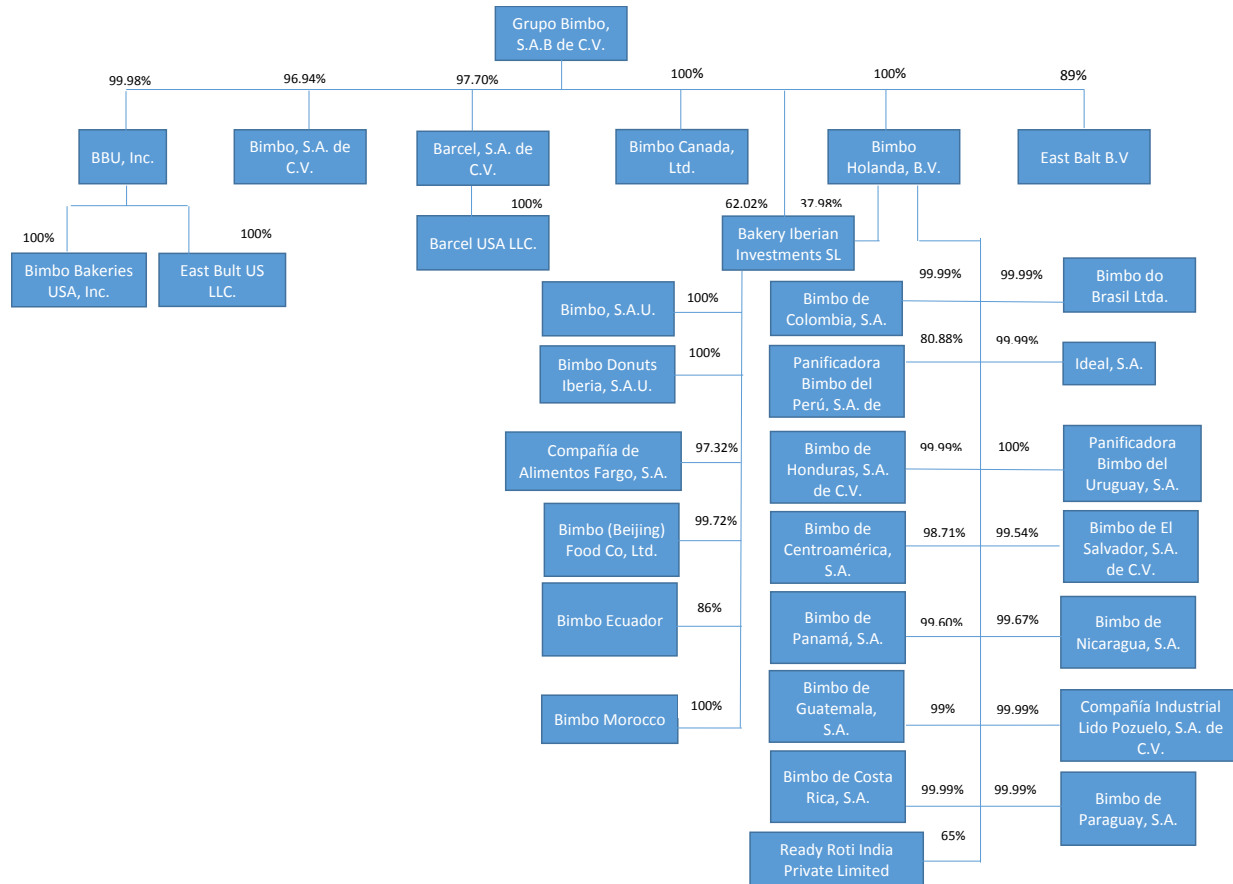 Grupo Bimbo,
S.A.B de C.V.
99.98%
96.94%
97.70%
100%
100%
89%
BBU, Inc.
Bimbo, S.A. de
C.V.
Barcel, S.A. de
C.V.
Bimbo Canada,
Ltd.
Bimbo
Holanda, B.V.
East Balt B.V
100%
100%
Bimbo Bakeries
USA, Inc.
East Bult US
LLC.
100%
Barcel USA LLC.
62.02%
37.98%
Bakery Iberian
Investments SL
Bimbo, S.A.U.
100%
Bimbo Donuts
Iberia, S.A.U.
100%
Compañía de
Alimentos Fargo, S.A.
97.32%
Bimbo (Beijing)
Food Co, Ltd.
99.72%
Bimbo Ecuador
86%
Bimbo Morocco
100%
Bimbo de
Colombia, S.A.
99.99%
99.99%
Bimbo do
Brasil Ltda.
Panificadora
Bimbo del
Perú, S.A. de
80.88%
99.99%
Ideal, S.A.
Bimbo de
Honduras, S.A.
de C.V.
99.99%
100%
Panificadora
Bimbo del
Uruguay, S.A.
Bimbo de
Centroamérica,
S.A.
98.71%
99.54%
Bimbo de El
Salvador, S.A.
de C.V.
Bimbo de
Panamá, S.A.
99.60%
99.67%
Bimbo de
Nicaragua, S.A.
Bimbo de
Guatemala,
S.A.
99%
99.99%
Compañía Industrial
Lido Pozuelo, S.A. de
C.V.
Bimbo de Costa
Rica, S.A.
99.99%
99.99%
Bimbo de
Paraguay, S.A.
Ready Roti India
Private Limited
65%